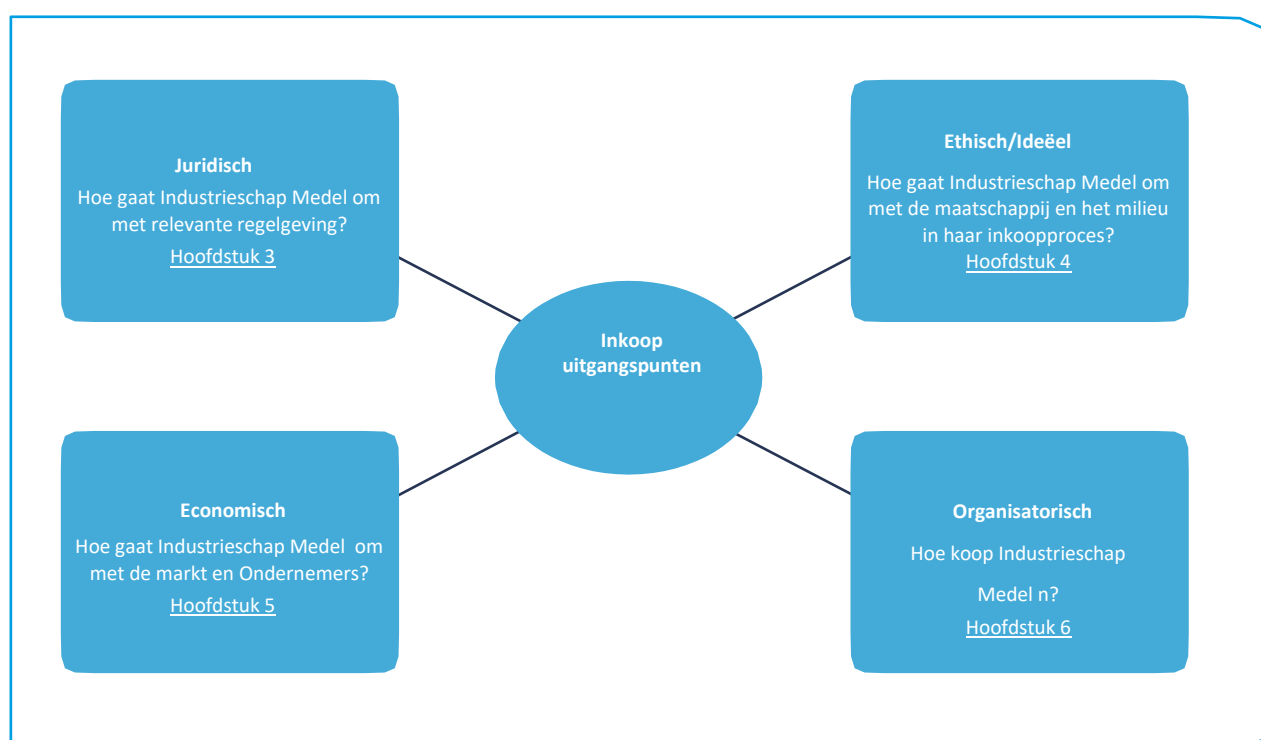 Juridisch
Hoe gaat Industrieschap Medel om
met relevante regelgeving?
Hoofdstuk 3
Ethisch/Ideëel
Hoe gaat Industrieschap Medel om
met de maatschappij en het milieu
in haar inkoopproces?
Hoofdstuk 4
Inkoop
uitgangspunten
Economisch
Hoe gaat Industrieschap Medel  om
met de markt en Ondernemers?
Hoofdstuk 5
Organisatorisch
Hoe koop Industrieschap
Medel n?
Hoofdstuk 6